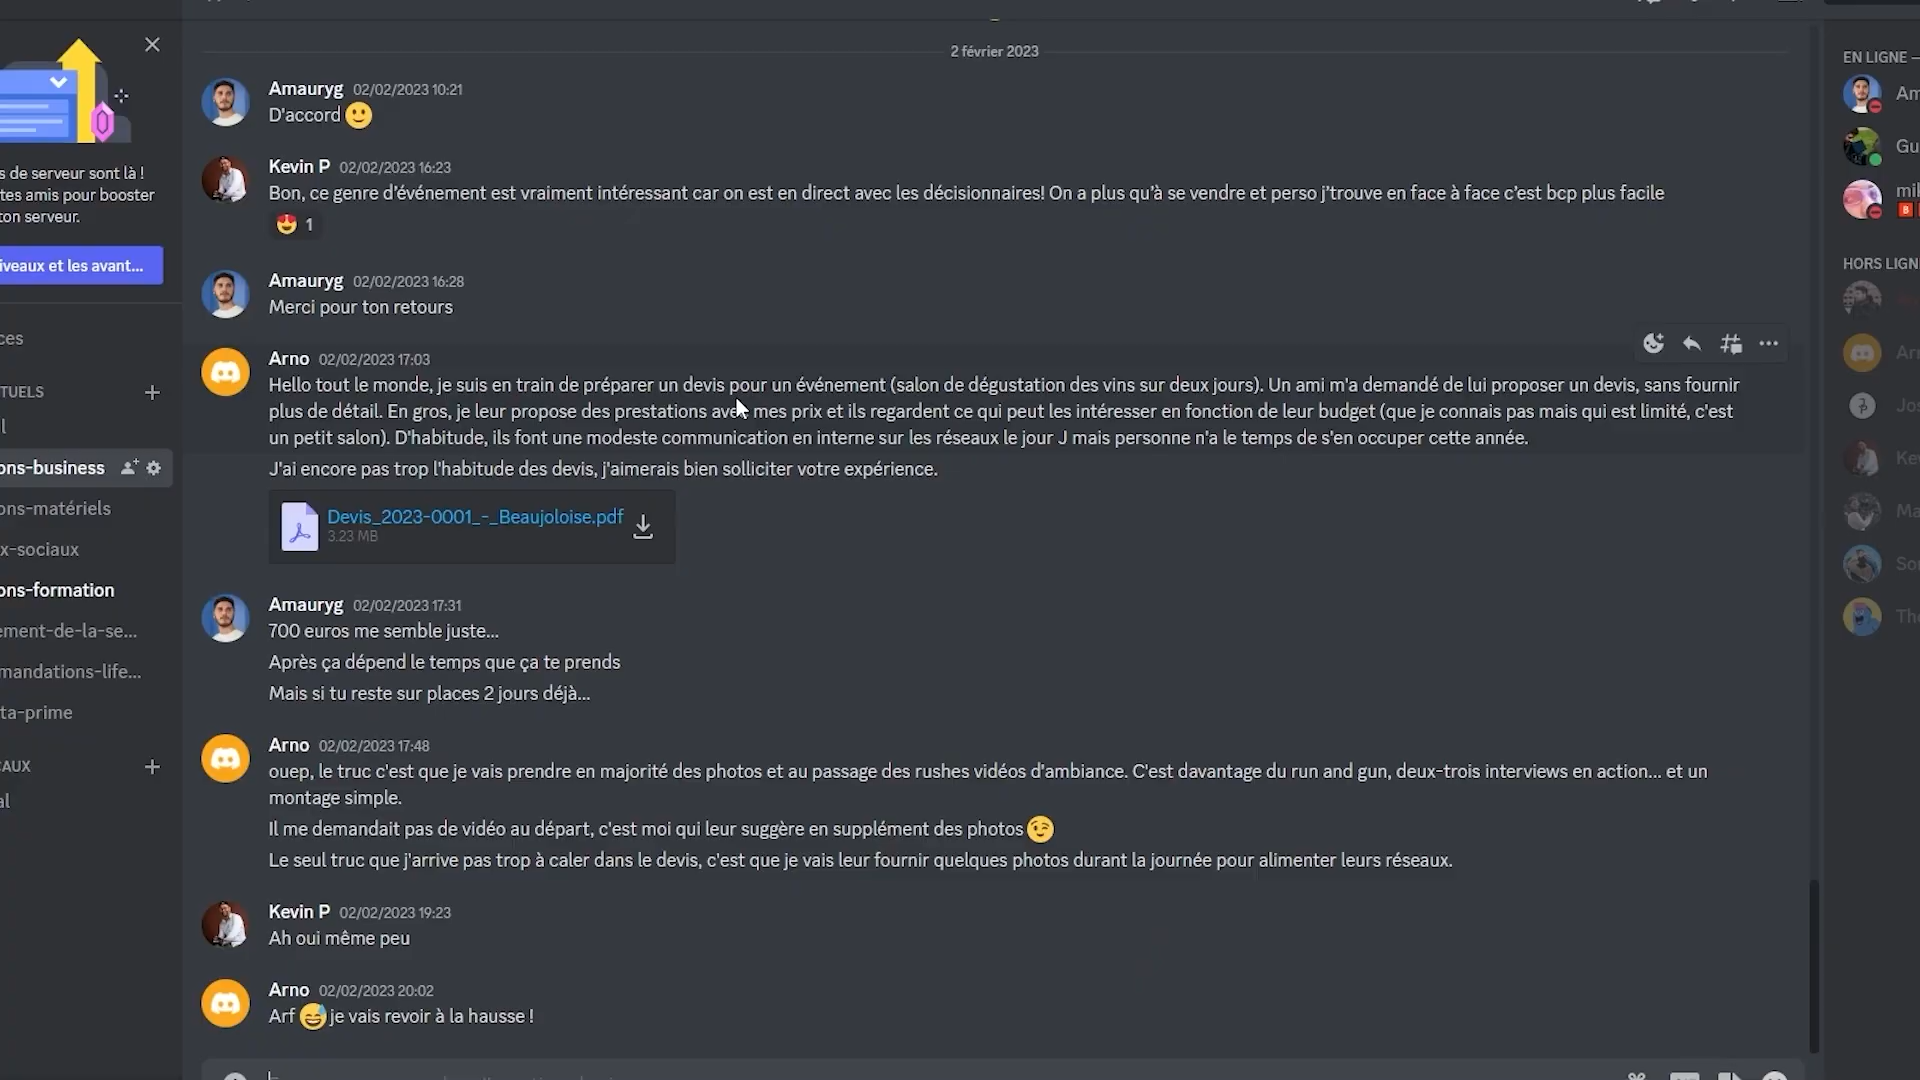 2 février 2023
Amauryg 02/02/2023 10:21
D'accord
Kevin P 02/02/2023 16:23
Bon, ce genre d'événement est vraiment intéressant car on est en direct avec les décisionnaires! On a plus qu'à se vendre et perso j'trouve en face à face c'est bcp plus facile
1
Amauryg 02/02/2023 16:28
Merci pour ton retours
Arno 02/02/2023 17:03
Hello tout le monde, je suis en train de préparer un devis pour un événement (salon de dégustation des vins sur deux jours). Un ami m'a demandé de lui proposer un devis, sans fournir
plus de détail. En gros, je leur propose des prestations avec mes prix et ils regardent ce qui peut les intéresser en fonction de leur budget (que je connais pas mais qui est limité, c'est
un petit salon). D'habitude, ils font une modeste communication en interne sur les réseaux le jour J mais personne n'a le temps de s'en occuper cette année.
J'ai encore pas trop l'habitude des devis, j'aimerais bien solliciter votre expérience.
Devis_2023-0001_-_Beaujoloise.pdf
3.23 MB
Amauryg 02/02/2023 17:31
700 euros me semble juste...
Après ça dépend le temps que ça te prends
Mais si tu reste sur places 2 jours déjà...
Arno 02/02/2023 17:48
ouep, le truc c'est que je vais prendre en majorité des photos et au passage des rushes vidéos d'ambiance. C'est davantage du run and gun, deux-trois interviews en action... et un
montage simple.
Il me demandait pas de vidéo au départ, c'est moi qui leur suggère en supplément des photos
Le seul truc que j'arrive pas trop à caler dans le devis, c'est que je vais leur fournir quelques photos durant la journée pour alimenter leurs réseaux.
Kevin P 02/02/2023 19:23
Ah oui même peu
Arno 02/02/2023 20:02
Arf je vais revoir à la hausse !
s de serveur sont là !
tes amis pour booster
ton serveur.
iveaux et les avant...
ces
TUELS
l
ons-business
ons-matériels
x-sociaux
ons-formation
ement-de-la-se...
mandations-life...
ta-prime
CAUX
al
EN LIGNE —
Am
Gu
mil
B
HORS LIGN
Arn
Jos
Kev
Ma
Sor
The